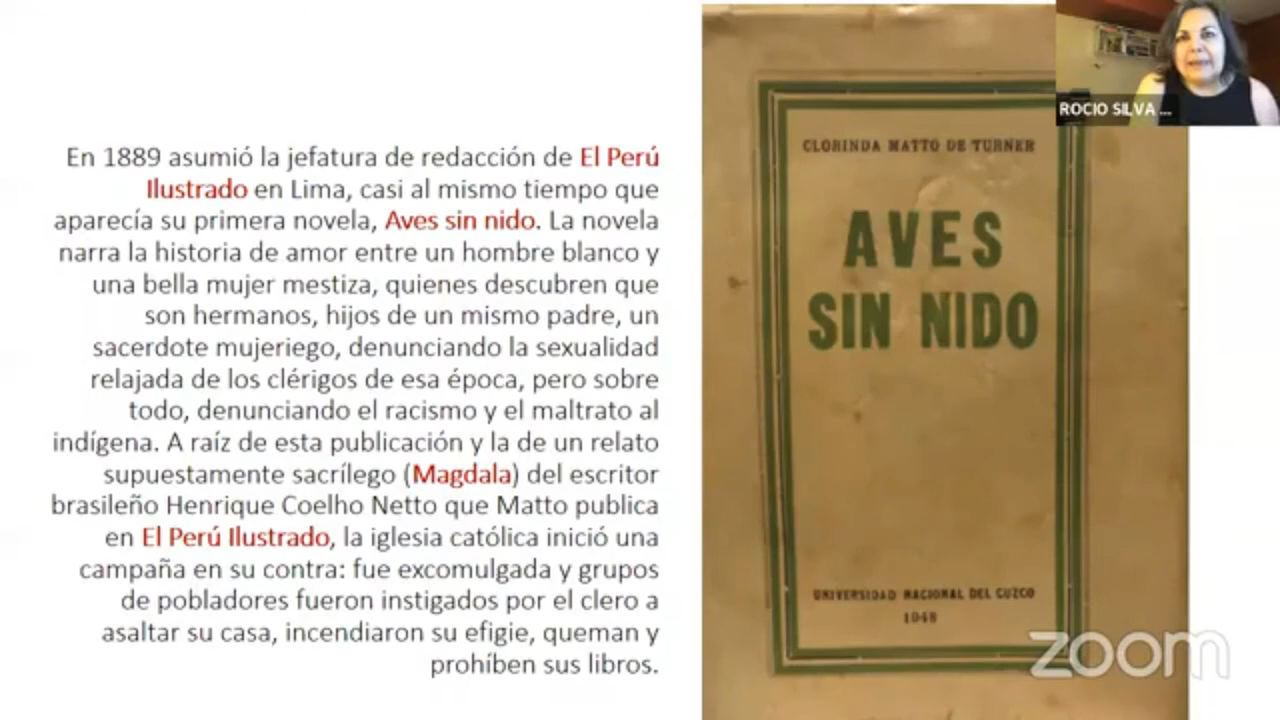 En 1889 asumió la jefatura de redacción de El Perú
Ilustrado en Lima, casi al mismo tiempo que
aparecía su primera novela, Aves sin nido. La novela
narra la historia de amor entre un hombre blanco y
una bella mujer mestiza, quienes descubren que
son hermanos, hijos de un mismo padre, un
sacerdote mujeriego, denunciando la sexualidad
relajada de los clérigos de esa época, pero sobre
todo, denunciando el racismo y el maltrato al
indígena. A raíz de esta publicación y la de un relato
supuestamente sacrílego (Magdala) del escritor
brasileño Henrique Coelho Netto que Matto publica
en El Perú Ilustrado, la iglesia católica inició una
campaña en su contra: fue excomulgada y grupos
de pobladores fueron instigados por el clero a
asaltar su casa, incendiaron su efigie, queman y
prohíben sus libros.
CLORINDA MATTO DE TURNER
AVES
SIN NIDO
UNIVERSIDAD NACIONAL DEL CUZCO
1948
ROCIO SILVA ...
zoom